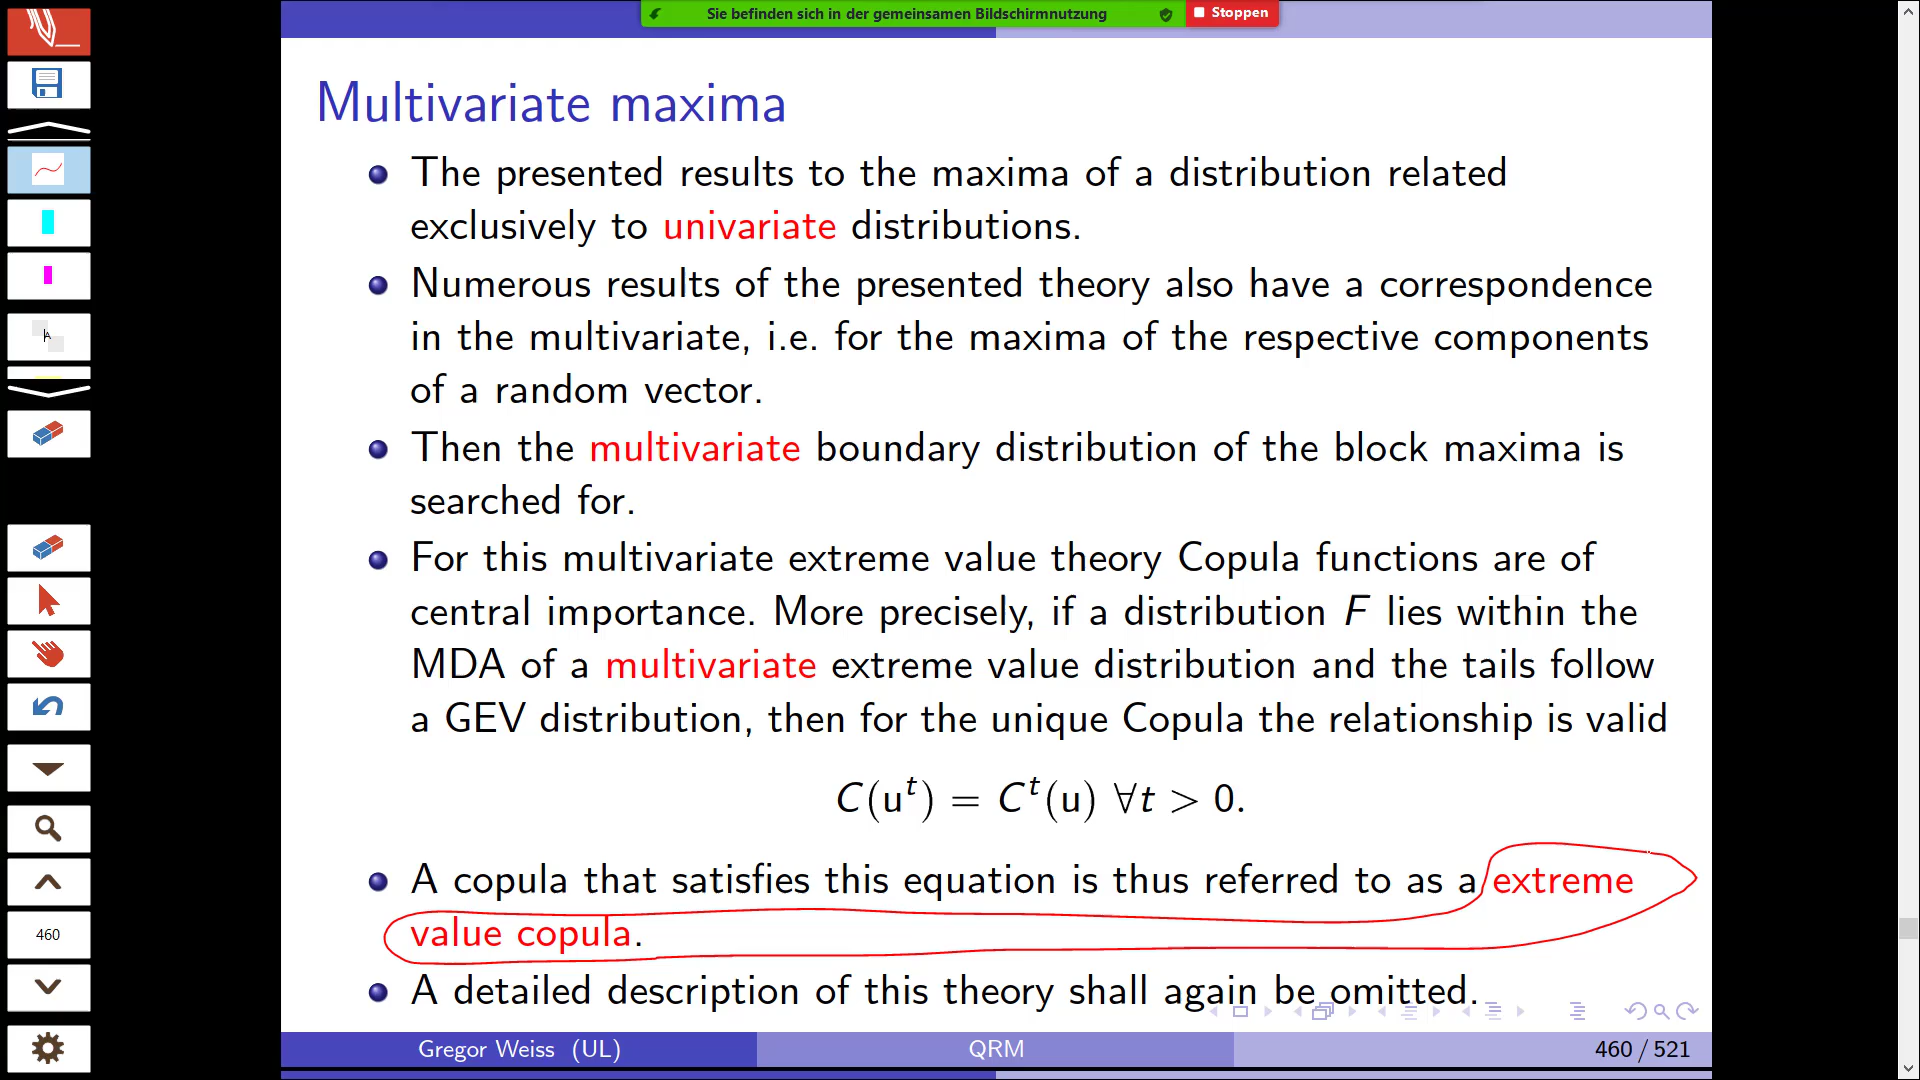 Sie befinden sich in der gemeinsamen Bildschirmnutzung
Stoppen
Multivariate maxima
The presented results to the maxima of a distribution related
exclusively to univariate distributions.
Numerous results of the presented theory also have a correspondence
in the multivariate, i.e. for the maxima of the respective components
of a random vector.
Then the multivariate boundary distribution of the block maxima is
searched for.
For this multivariate extreme value theory Copula functions are of
central importance. More precisely, if a distribution F lies within the
MDA of a multivariate extreme value distribution and the tails follow
a GEV distribution, then for the unique Copula the relationship is valid
C(u^t) = C^t(u) ∀t > 0.
A copula that satisfies this equation is thus referred to as a extreme
value copula.
A detailed description of this theory shall again be omitted.
Gregor Weiss (UL)
QRM
460 / 521
A
460